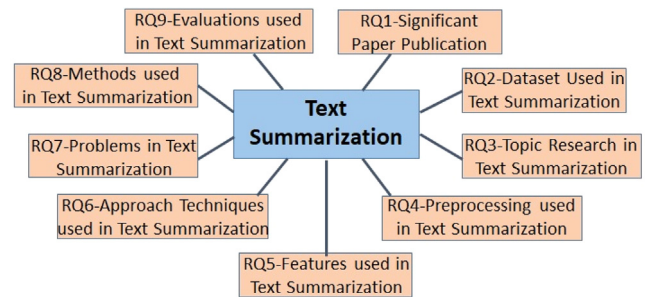 RQ9-Evaluations used
in Text Summarization
RQ1-Significant
Paper Publication
RQ8-Methods used
in Text Summarization
Text
Summarization
RQ2-Dataset Used in
Text Summarization
RQ7-Problems in Text
Summarization
RQ3-Topic Research in
Text Summarization
RQ6-Approach Techniques
used in Text Summarization
RQ4-Preprocessing used
in Text Summarization
RQ5-Features used in
Text Summarization